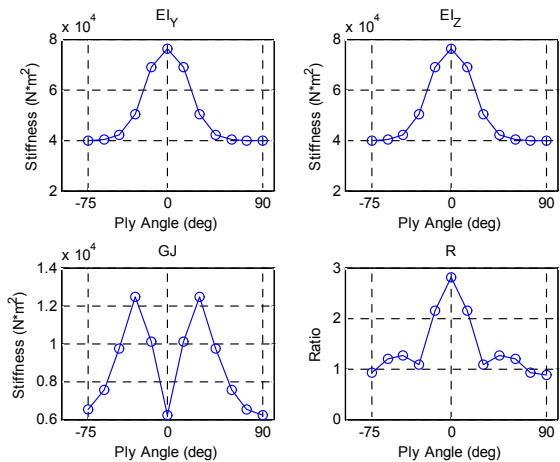 EI_Y
x 10^4
8
6
4
2
Stiffness (N*m^2)
-75 0 90
Ply Angle (deg)
EI_Z
x 10^4
8
6
4
2
Stiffness (N*m^2)
-75 0 90
Ply Angle (deg)
GJ
x 10^4
1.4
1.2
1
0.8
0.6
Stiffness (N*m^2)
-75 0 90
Ply Angle (deg)
R
3
2
1
0
Ratio
-75 0 90
Ply Angle (deg)